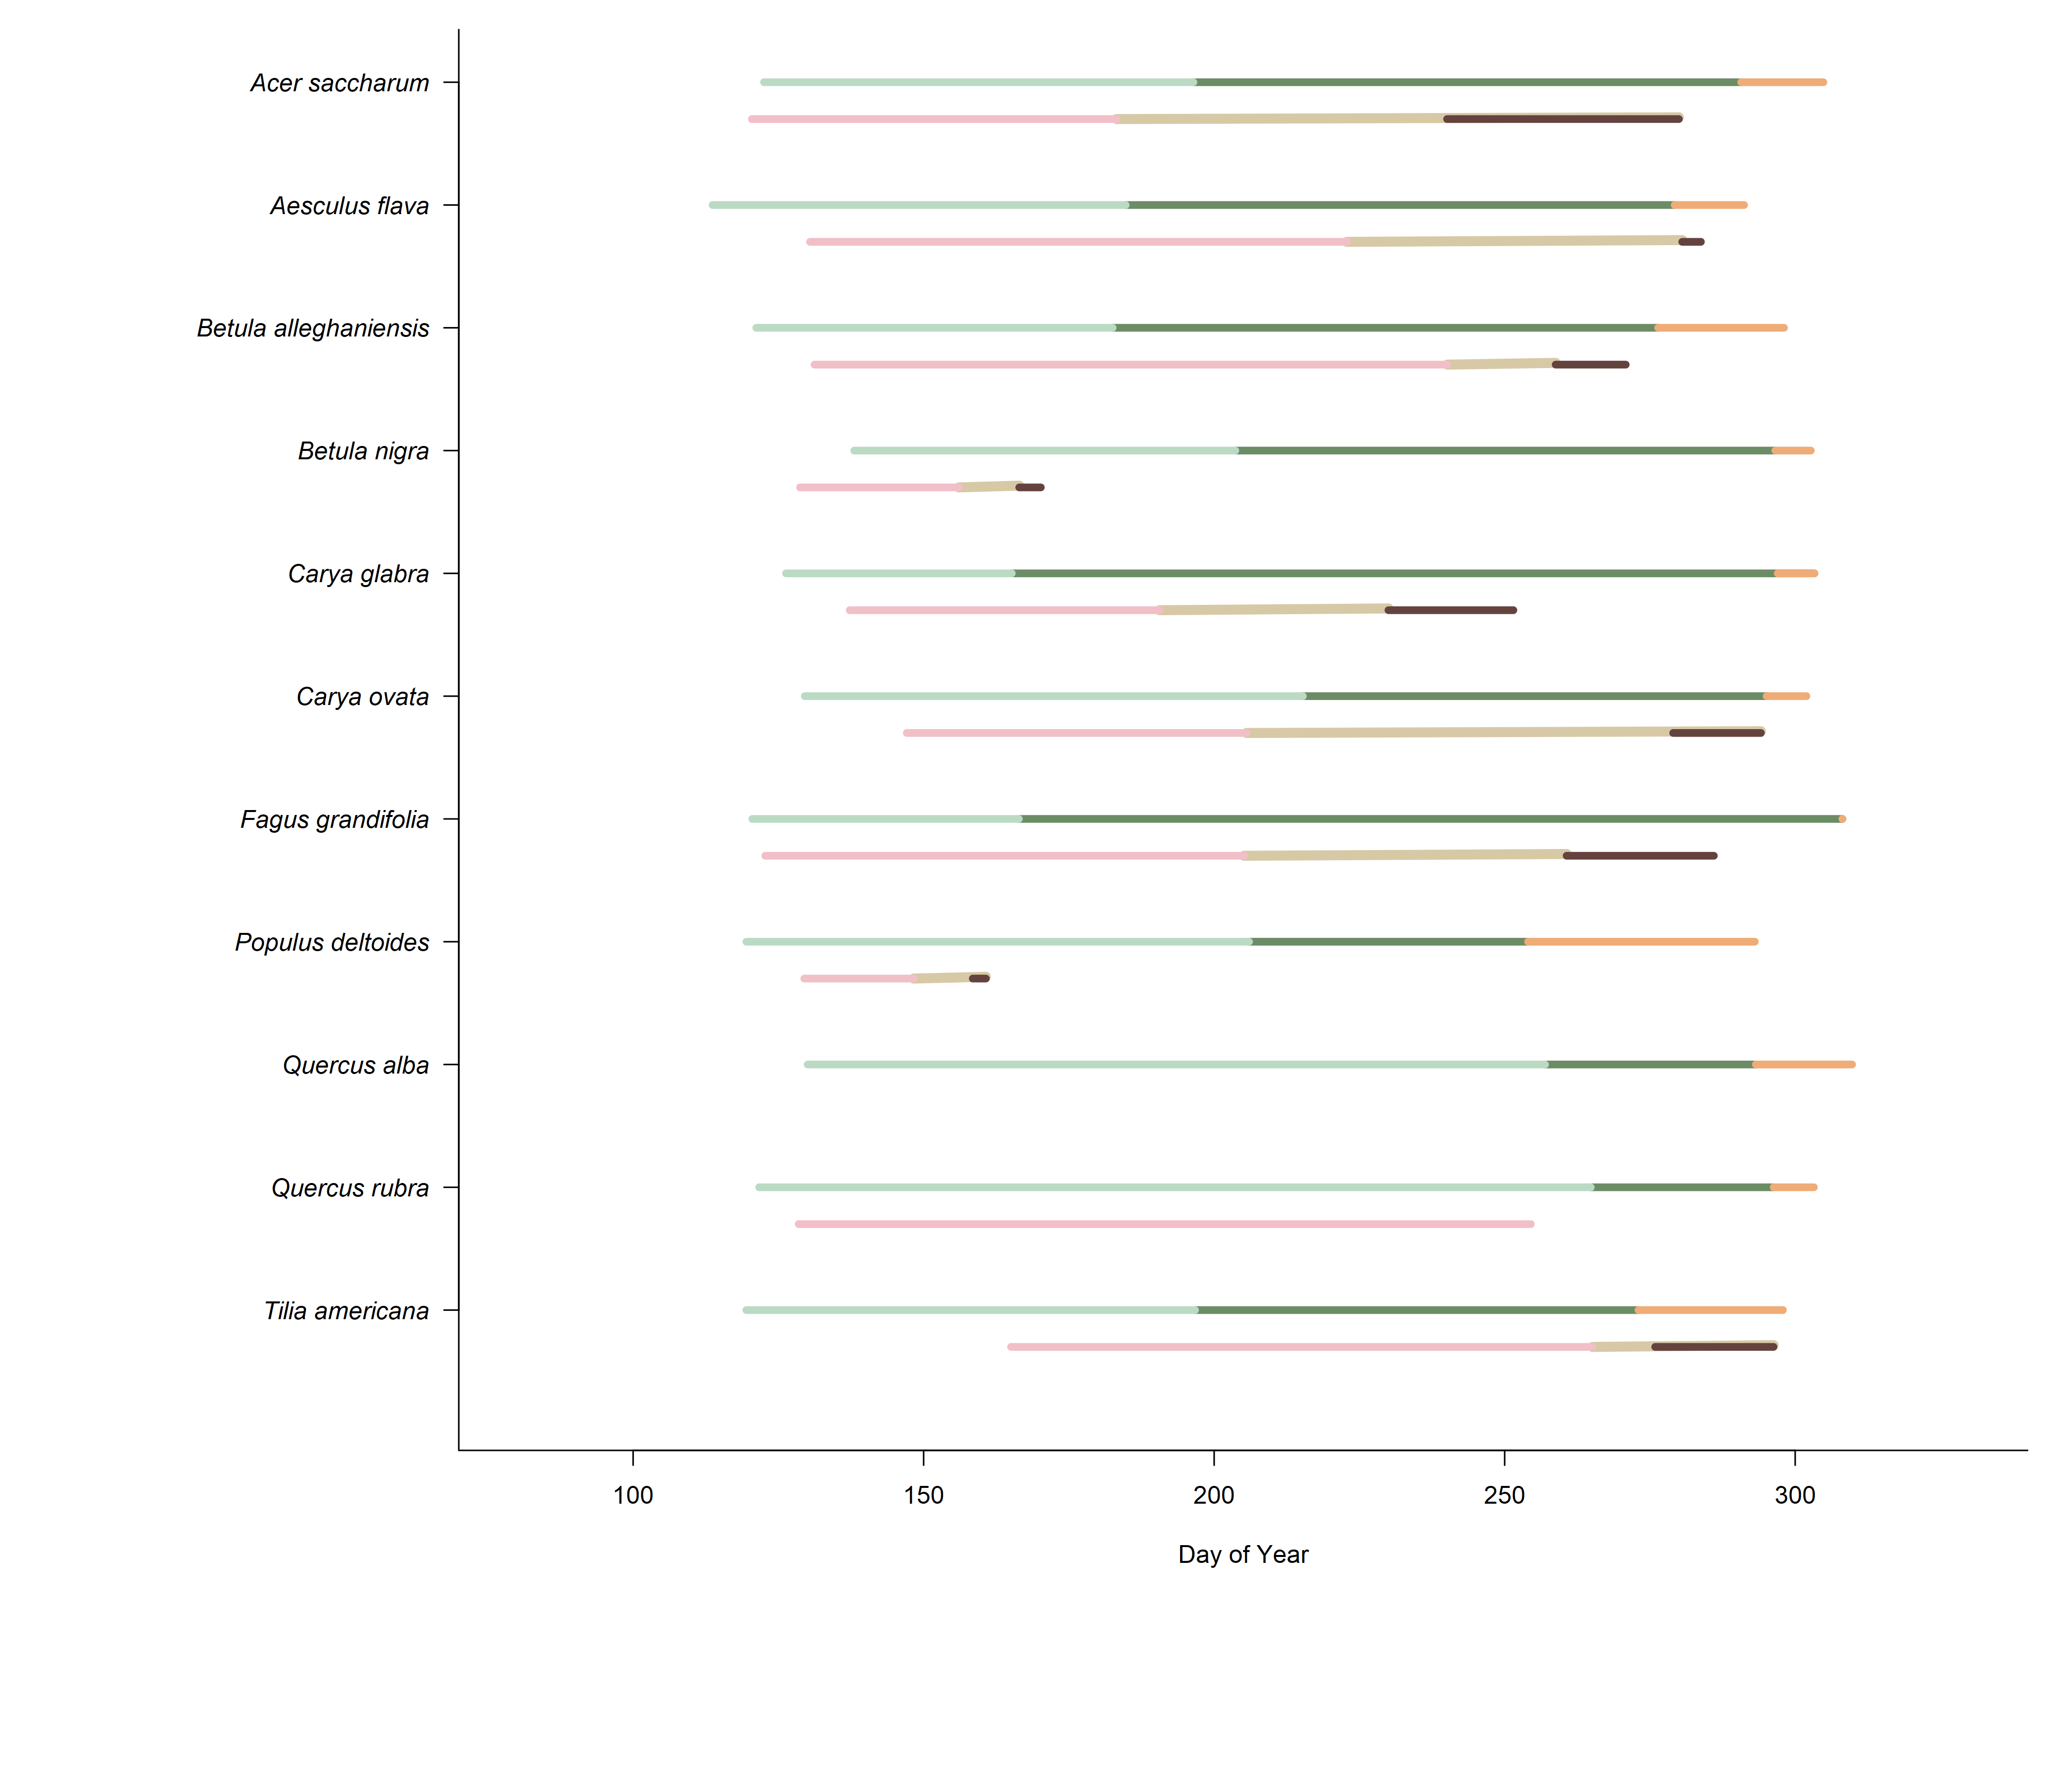 Acer saccharum
Aesculus flava
Betula alleghaniensis
Betula nigra
Carya glabra
Carya ovata
Fagus grandifolia
Populus deltoides
Quercus alba
Quercus rubra
Tilia americana
100 150 200 250 300
Day of Year